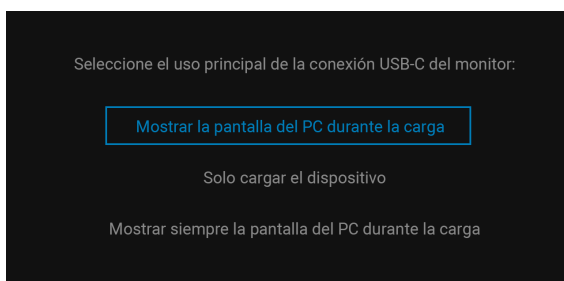 Seleccione el uso principal de la conexión USB-C del monitor:
Mostrar la pantalla del PC durante la carga
Solo cargar el dispositivo
Mostrar siempre la pantalla del PC durante la carga